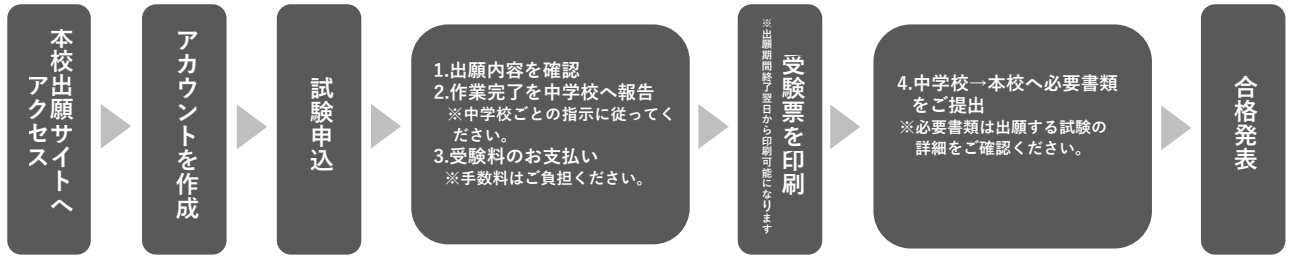 本校出願サイトへ
アクセス
アカウントを作成
試験申込
1.出願内容を確認
2.作業完了を中学校へ報告
※中学校ごとの指示に従ってく
ださい。
3.受験料のお支払い
※手数料はご負担ください。
受験票を印刷
※出願期間終了翌日から印刷可能になります
4.中学校→本校へ必要書類
をご提出
※必要書類は出願する試験の
詳細をご確認ください。
合格発表